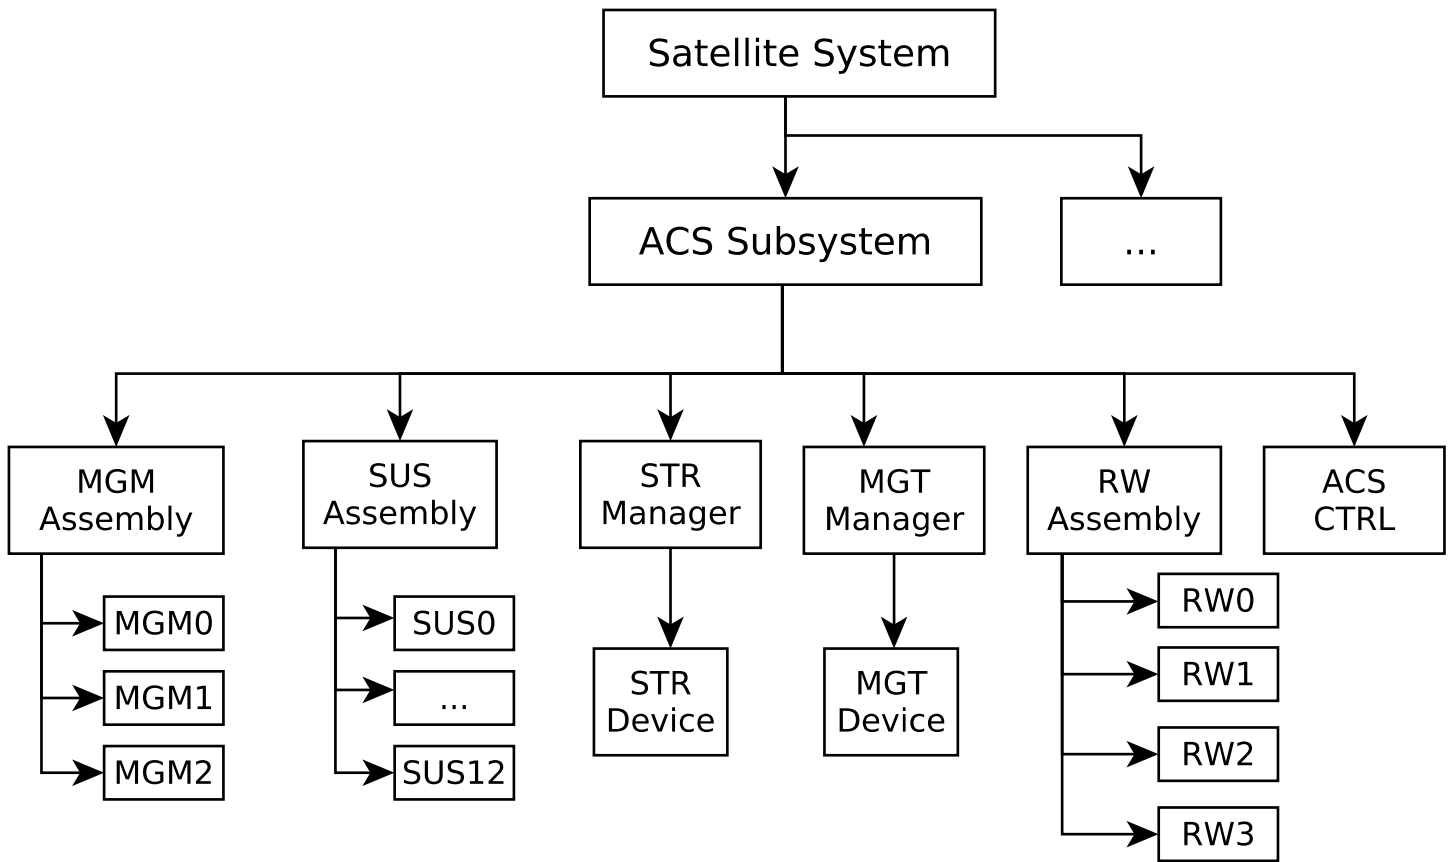 Satellite System
ACS Subsystem
...
MGM
Assembly
SUS
Assembly
STR
Manager
MGT
Manager
RW
Assembly
ACS
CTRL
MGM0
MGM1
MGM2
SUS0
...
SUS12
STR
Device
MGT
Device
RW0
RW1
RW2
RW3